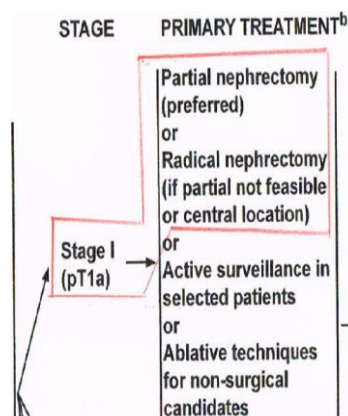 STAGE PRIMARY TREATMENTᵇ
Partial nephrectomy
(preferred)
or
Radical nephrectomy
(if partial not feasible
or central location)
Stage I
(pT1a)
or
Active surveillance in
selected patients
or
Ablative techniques
for non-surgical
candidates